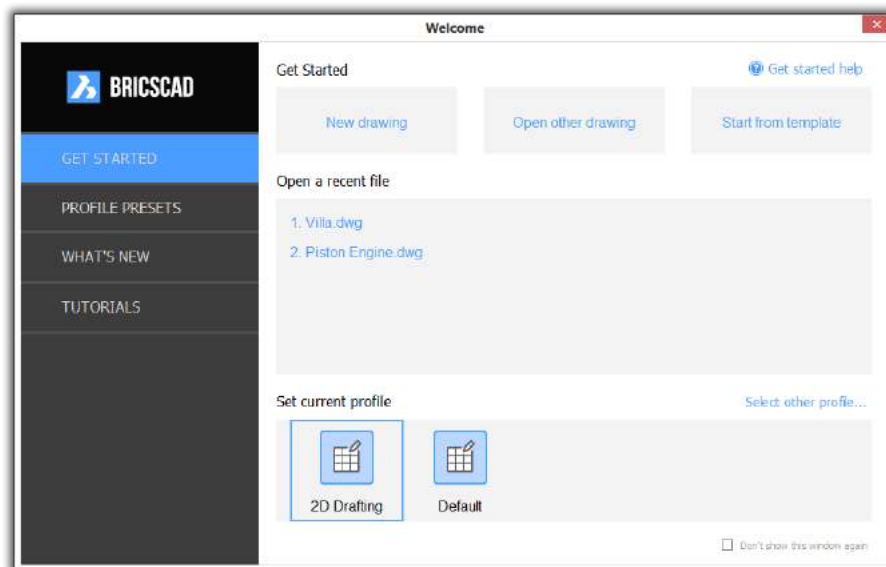 Welcome
BRICSCAD
GET STARTED
PROFILE PRESETS
WHAT'S NEW
TUTORIALS
Get Started
Get started help
New drawing
Open other drawing
Start from template
Open a recent file
1. Villa.dwg
2. Piston Engine.dwg
Set current profile
Select other profile...
2D Drafting
Default
Don't show this window again